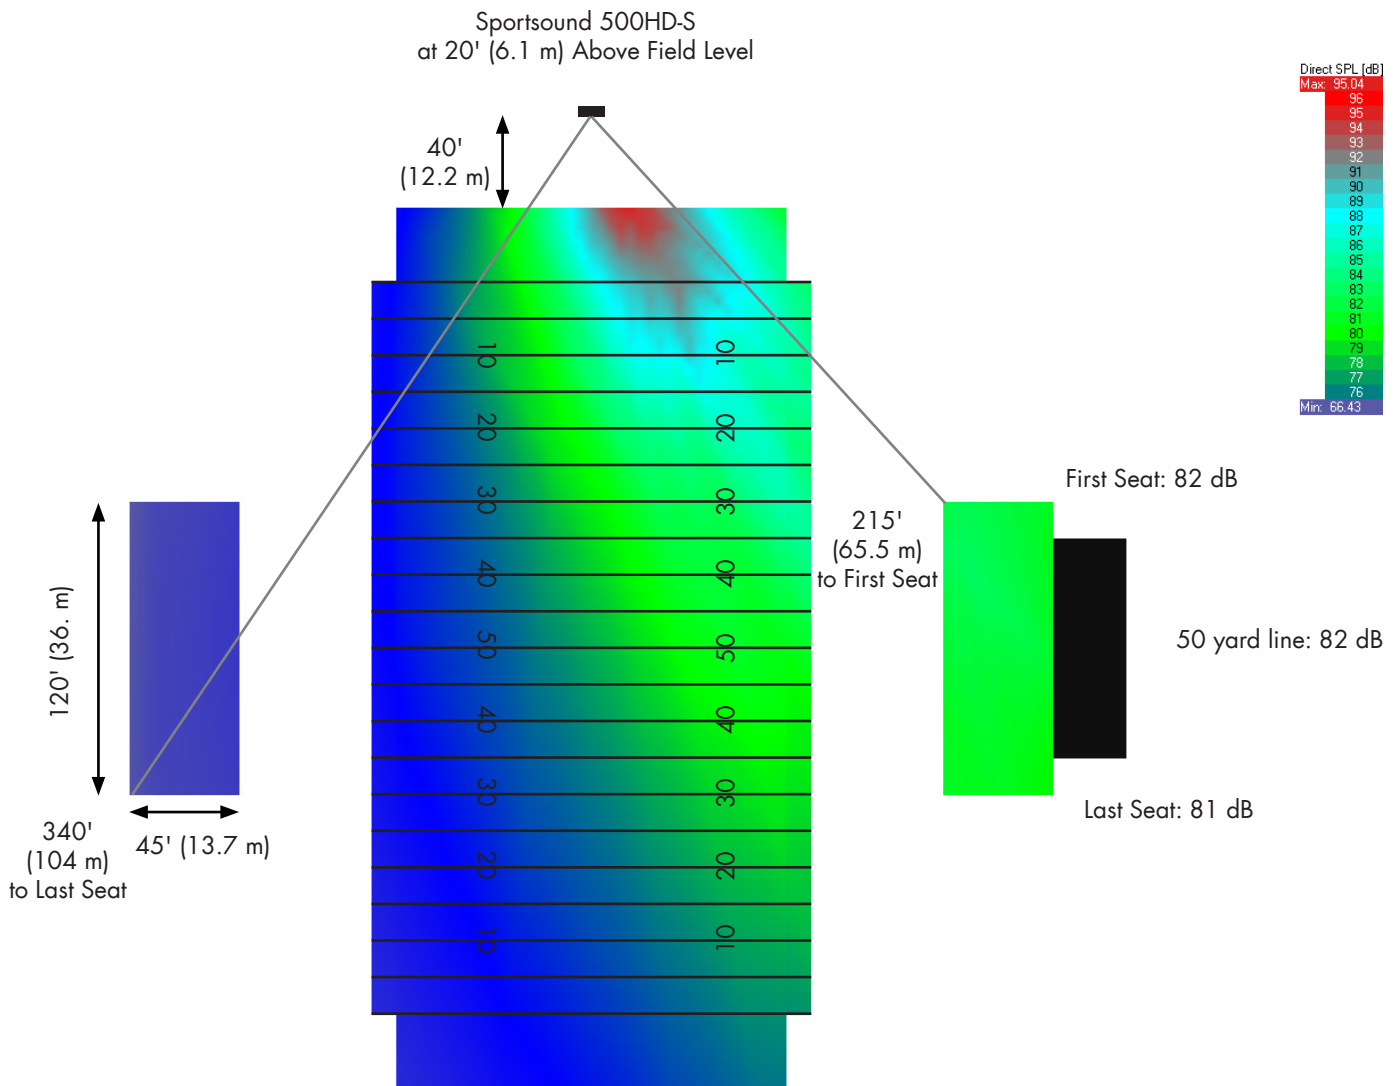 Sportsound 500HD-S
at 20' (6.1 m) Above Field Level
40'
(12.2 m)
Direct SPL [dB]
Max: 95.04
96
95
94
93
92
91
90
89
88
87
86
85
84
83
82
81
80
79
78
77
76
Min: 66.43
10 10
20 20
30 30
40 40
50 50
40 40
30 30
20 20
10 10
First Seat: 82 dB
215'
(65.5 m)
to First Seat
50 yard line: 82 dB
Last Seat: 81 dB
120' (36. m)
45' (13.7 m)
340'
(104 m)
to Last Seat